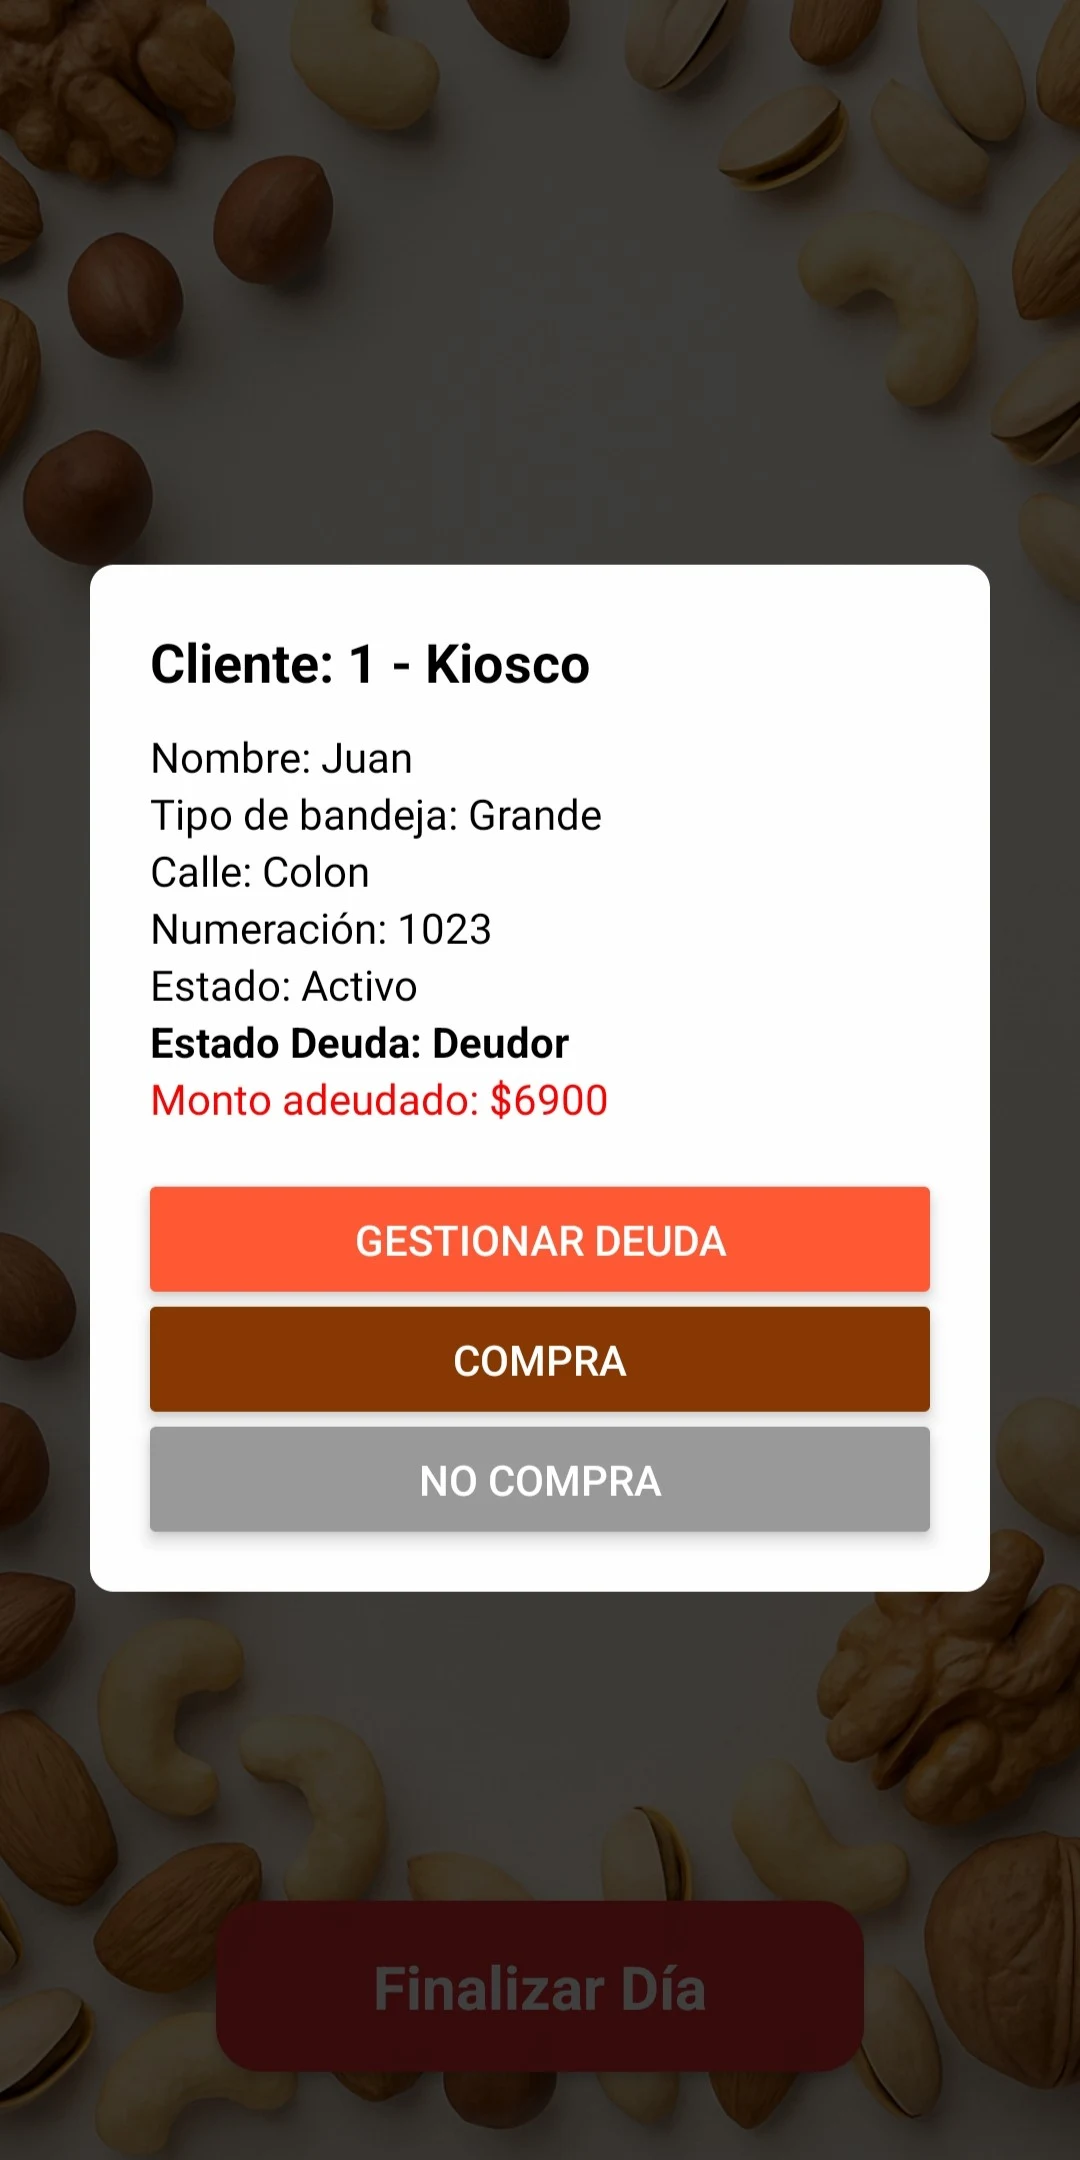 Cliente: 1 - Kiosco
Nombre: Juan
Tipo de bandeja: Grande
Calle: Colon
Numeración: 1023
Estado: Activo
Estado Deuda: Deudor
Monto adeudado: $6900
GESTIONAR DEUDA
COMPRA
NO COMPRA
Finalizar Día